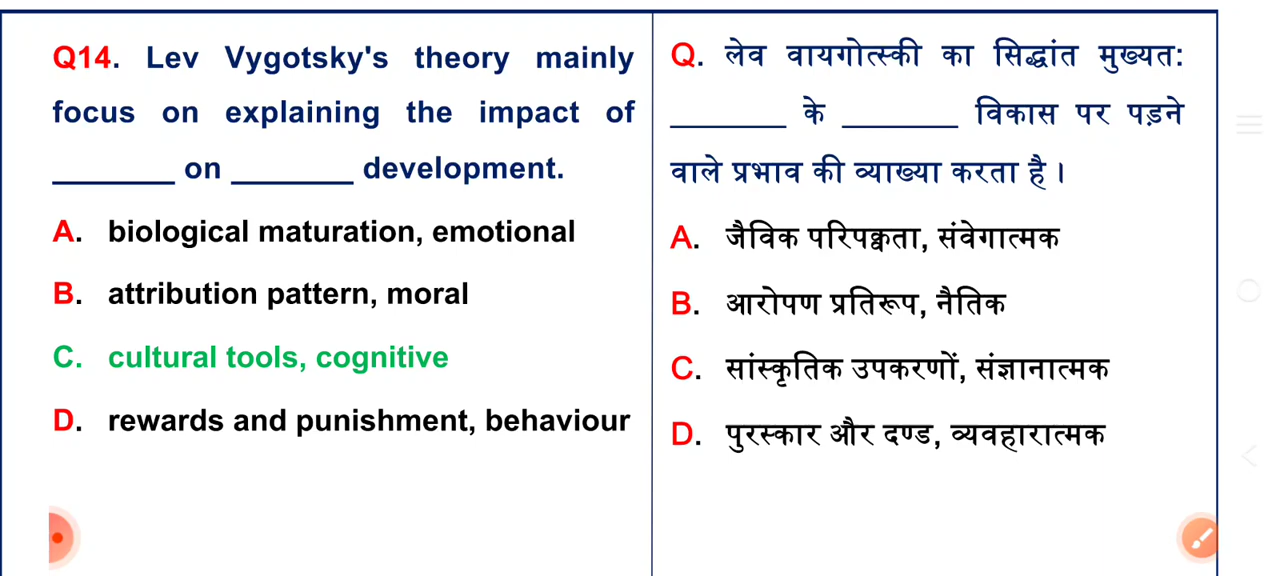 Q14. Lev Vygotsky's theory mainly
focus on explaining the impact of
________ on ________ development.
A. biological maturation, emotional
B. attribution pattern, moral
C. cultural tools, cognitive
D. rewards and punishment, behaviour
Q. लेव वायगोत्स्की का सिद्धांत मुख्यत:
________ के ________ विकास पर पड़ने
वाले प्रभाव की व्याख्या करता है।
A. जैविक परिपक्वता, संवेगात्मक
B. आरोपण प्रतिरूप, नैतिक
C. सांस्कृतिक उपकरणों, संज्ञानात्मक
D. पुरस्कार और दण्ड, व्यवहारात्मक